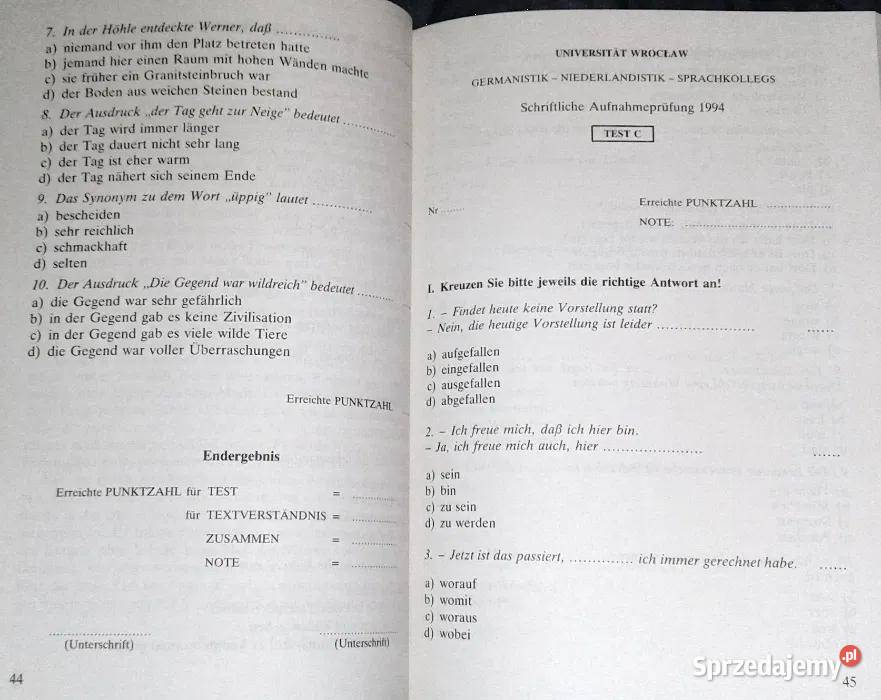 7. In der Höhle entdeckte Werner, daß ...............
a) niemand vor ihm den Platz betreten hatte
b) jemand hier einen Raum mit hohen Wänden machte
c) sie früher ein Granitsteinbruch war
d) der Boden aus weichen Steinen bestand
8. Der Ausdruck „der Tag geht zur Neige” bedeutet ...............
a) der Tag wird immer länger
b) der Tag dauert nicht sehr lang
c) der Tag ist eher warm
d) der Tag nähert sich seinem Ende
9. Das Synonym zu dem Wort „üppig” lautet ...............
a) bescheiden
b) sehr reichlich
c) schmackhaft
d) selten
10. Der Ausdruck „Die Gegend war wildreich” bedeutet ..........
a) die Gegend war sehr gefährlich
b) in der Gegend gab es keine Zivilisation
c) in der Gegend gab es viele wilde Tiere
d) die Gegend war voller Überraschungen
Erreichte PUNKTZAHL
Endergebnis
Erreichte PUNKTZAHL für TEST = ...........
für TEXTVERSTÄNDNIS = ...........
ZUSAMMEN = ...........
NOTE = ...........
........................ ....................
(Unterschrift) (Unterschrift)
44
UNIVERSITÄT WROCŁAW
GERMANISTIK – NIEDERLANDISTIK – SPRACHKOLLEGS
Schriftliche Aufnahmeprüfung 1994
TEST C
Nr ........
Erreichte PUNKTZAHL ................
NOTE: ....................................
I. Kreuzen Sie bitte jeweils die richtige Antwort an!
1. – Findet heute keine Vorstellung statt?
– Nein, die heutige Vorstellung ist leider ...................... ......
a) aufgefallen
b) eingefallen
c) ausgefallen
d) abgefallen
2. – Ich freue mich, daß ich hier bin.
– Ja, ich freue mich auch, hier ...................... ......
a) sein
b) bin
c) zu sein
d) zu werden
3. – Jetzt ist das passiert, .............. ich immer gerechnet habe. ......
a) worauf
b) womit
c) woraus
d) wobei
45
Sprzedajemy.pl